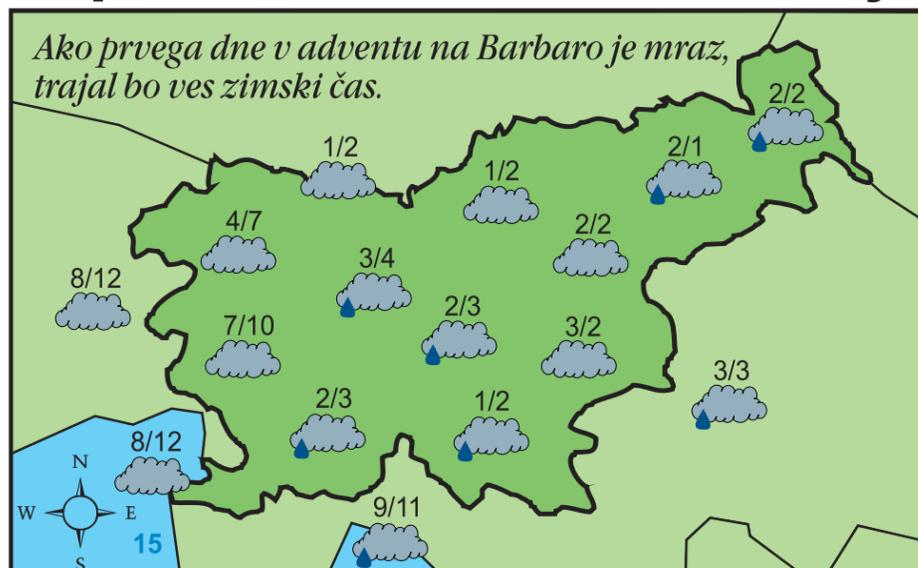 Ako prvega dne v adventu na Barbaro je mraz,
trajal bo ves zimski čas.
2/2
1/2
2/1
1/2
4/7
2/2
3/4
8/12
2/3
7/10
3/2
3/3
2/3
1/2
8/12
N
W
E
S
15
9/11